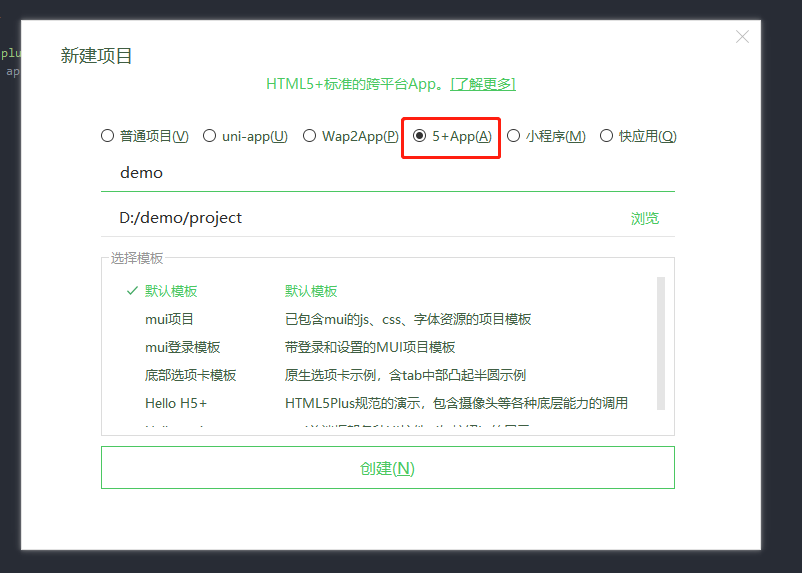 plu
ap
新建项目
HTML5+标准的跨平台App。[了解更多]
普通项目(V) uni-app(U) Wap2App(P) 5+App(A) 小程序(M) 快应用(Q)
demo
D:/demo/project 浏览
选择模板
默认模板 默认模板
mui项目 已包含mui的js、css、字体资源的项目模板
mui登录模板 带登录和设置的MUI项目模板
底部选项卡模板 原生选项卡示例，含tab中部凸起半圆示例
Hello H5+ HTML5Plus规范的演示，包含摄像头等各种底层能力的调用
创建(N)